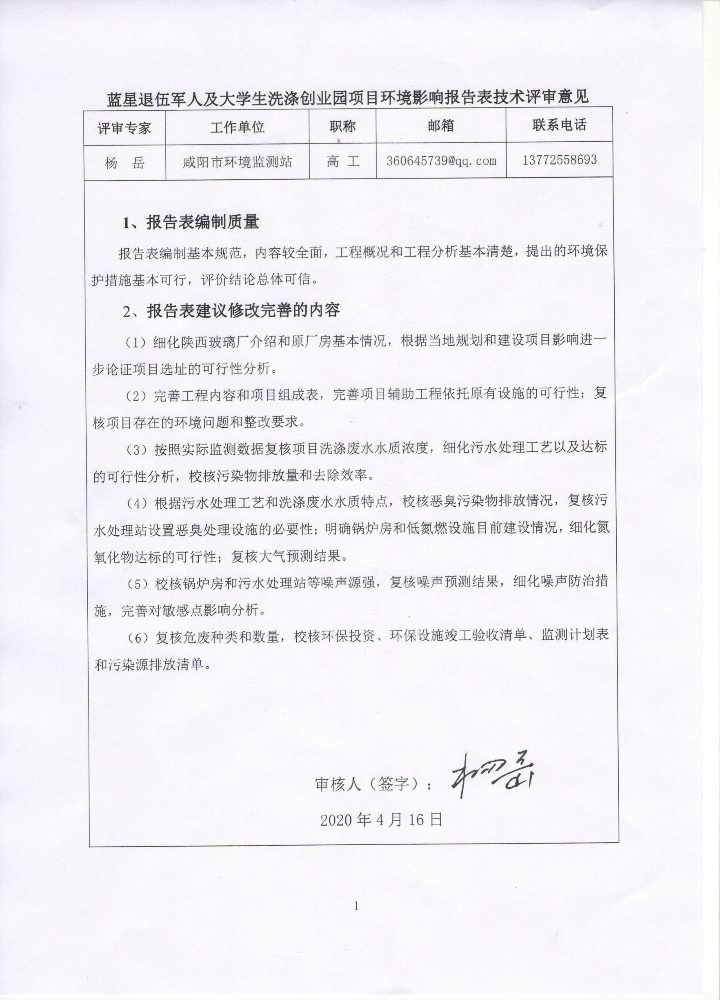 蓝星退伍军人及大学生洗涤创业园项目环境影响报告表技术评审意见
评审专家 工作单位 职称 邮箱 联系电话
杨 岳 咸阳市环境监测站 高 工 360645739@qq.com 13772558693
1、报告表编制质量
报告表编制基本规范，内容较全面，工程概况和工程分析基本清楚，提出的环境保
护措施基本可行，评价结论总体可信。
2、报告表建议修改完善的内容
（1）细化陕西玻璃厂介绍和原厂房基本情况，根据当地规划和建设项目影响进一
步论证项目选址的可行性分析。
（2）完善工程内容和项目组成表，完善项目辅助工程依托原有设施的可行性；复
核项目存在的环境问题和整改要求。
（3）按照实际监测数据复核项目洗涤废水水质浓度，细化污水处理工艺以及达标
的可行性分析，校核污染物排放量和去除效率。
（4）根据污水处理工艺和洗涤废水水质特点，校核恶臭污染物排放情况，复核污
水处理站设置恶臭处理设施的必要性；明确锅炉房和低氮燃设施目前建设情况，细化氮
氧化物达标的可行性；复核大气预测结果。
（5）校核锅炉房和污水处理站等噪声源强，复核噪声预测结果，细化噪声防治措
施，完善对敏感点影响分析。
（6）复核危废种类和数量，校核环保投资、环保设施竣工验收清单、监测计划表
和污染源排放清单。
审核人（签字）：杨岳
2020 年 4 月 16 日
1